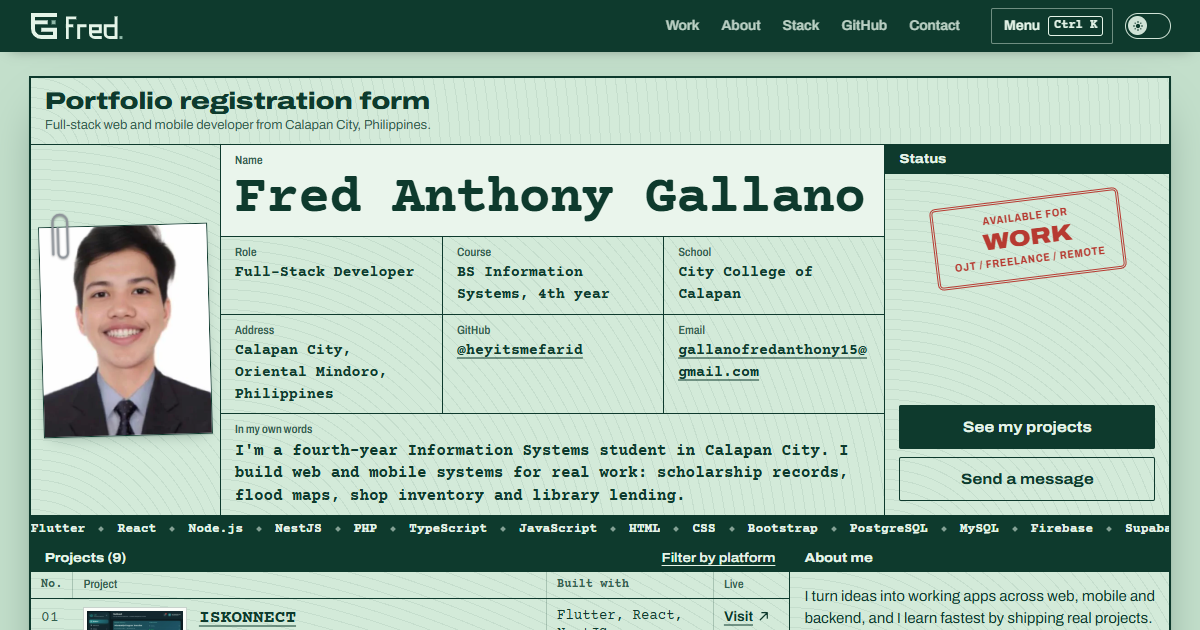 Fred.
Work About Stack GitHub Contact Menu Ctrl K
Portfolio registration form
Full-stack web and mobile developer from Calapan City, Philippines.
Name
Fred Anthony Gallano
Role
Full-Stack Developer
Course
BS Information
Systems, 4th year
School
City College of
Calapan
Address
Calapan City,
Oriental Mindoro,
Philippines
GitHub
@heyitsmefarid
Email
gallanofredanthony15@
gmail.com
In my own words
I'm a fourth-year Information Systems student in Calapan City. I
build web and mobile systems for real work: scholarship records,
flood maps, shop inventory and library lending.
Status
AVAILABLE FOR
WORK
OJT / FREELANCE / REMOTE
See my projects
Send a message
Flutter ◆ React ◆ Node.js ◆ NestJS ◆ PHP ◆ TypeScript ◆ JavaScript ◆ HTML ◆ CSS ◆ Bootstrap ◆ PostgreSQL ◆ MySQL ◆ Firebase ◆ Supaba
Projects (9) Filter by platform
No. Project Built with Live
01 ISKONNECT Flutter, React, Visit ↗
About me
I turn ideas into working apps across web, mobile and
backend, and I learn fastest by shipping real projects.